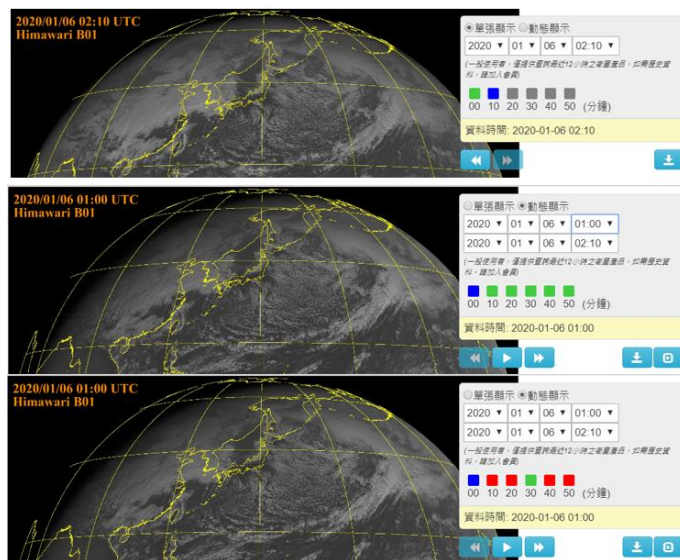 2020/01/06 02:10 UTC
Himawari B01
單張顯示 動態顯示
2020 01 06 02:10
(一般使用者，僅提供查詢最近12小時之衛星產品，如需歷史資
料，請加入會員)
00 10 20 30 40 50 (分鐘)
資料時間: 2020-01-06 02:10
2020/01/06 01:00 UTC
Himawari B01
單張顯示 動態顯示
2020 01 06 01:00
2020 01 06 02:10
(一般使用者，僅提供查詢最近12小時之衛星產品，如需歷史資
料，請加入會員)
00 10 20 30 40 50 (分鐘)
資料時間: 2020-01-06 01:00
2020/01/06 01:00 UTC
Himawari B01
單張顯示 動態顯示
2020 01 06 01:00
2020 01 06 02:10
(一般使用者，僅提供查詢最近12小時之衛星產品，如需歷史資
料，請加入會員)
00 10 20 30 40 50 (分鐘)
資料時間: 2020-01-06 01:00